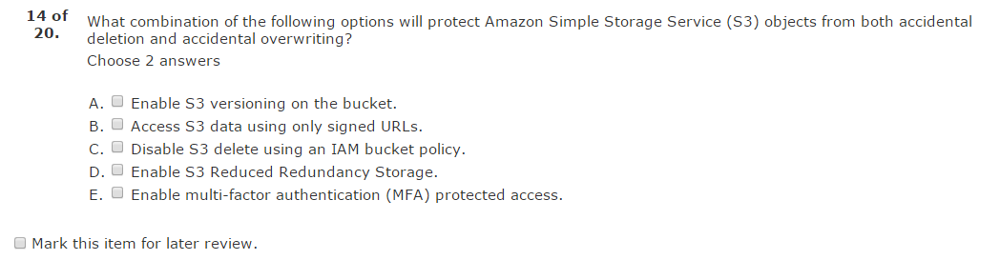 14 of
20.
What combination of the following options will protect Amazon Simple Storage Service (S3) objects from both accidental
deletion and accidental overwriting?
Choose 2 answers
A. Enable S3 versioning on the bucket.
B. Access S3 data using only signed URLs.
C. Disable S3 delete using an IAM bucket policy.
D. Enable S3 Reduced Redundancy Storage.
E. Enable multi-factor authentication (MFA) protected access.
Mark this item for later review.